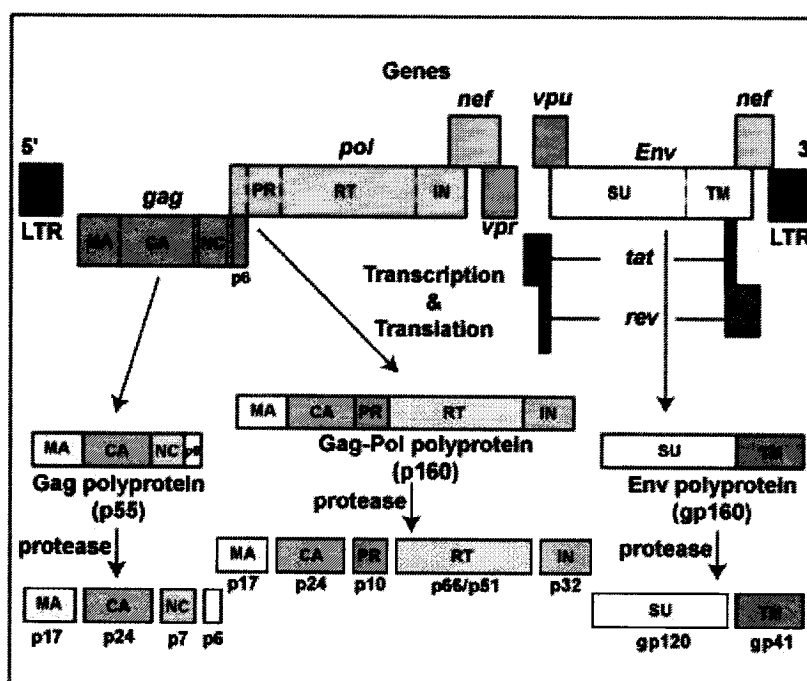 Genes
nef vpu nef
5' pol Env 3'
gag PR RT IN SU TM
LTR vpr LTR
MA CA NC
p6
tat
Transcription
&
Translation
rev
MA CA PR RT IN
MA CA NC
SU TM
Gag-Pol polyprotein
(p160)
Gag polyprotein
(p55)
Env polyprotein
(gp160)
protease
protease
protease
MA CA PR RT IN
p17 p24 p10 p66/p51 p32
MA CA NC
p17 p24 p7 p6
SU TM
gp120 gp41